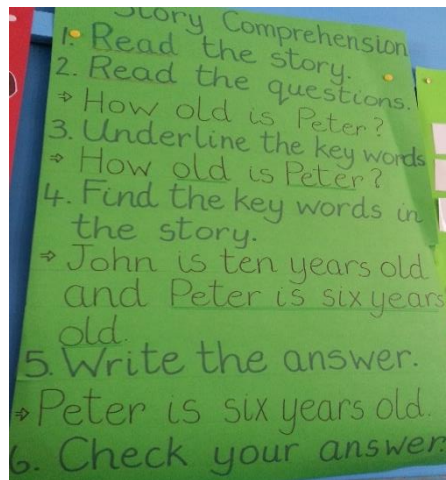 Story Comprehension
1. Read the story.
2. Read the questions.
⇒ How old is Peter?
3. Underline the key words
⇒ How old is Peter?
4. Find the key words in
the story.
⇒ John is ten years old
and Peter is six years
old.
5. Write the answer.
⇒ Peter is six years old.
6. Check your answer.